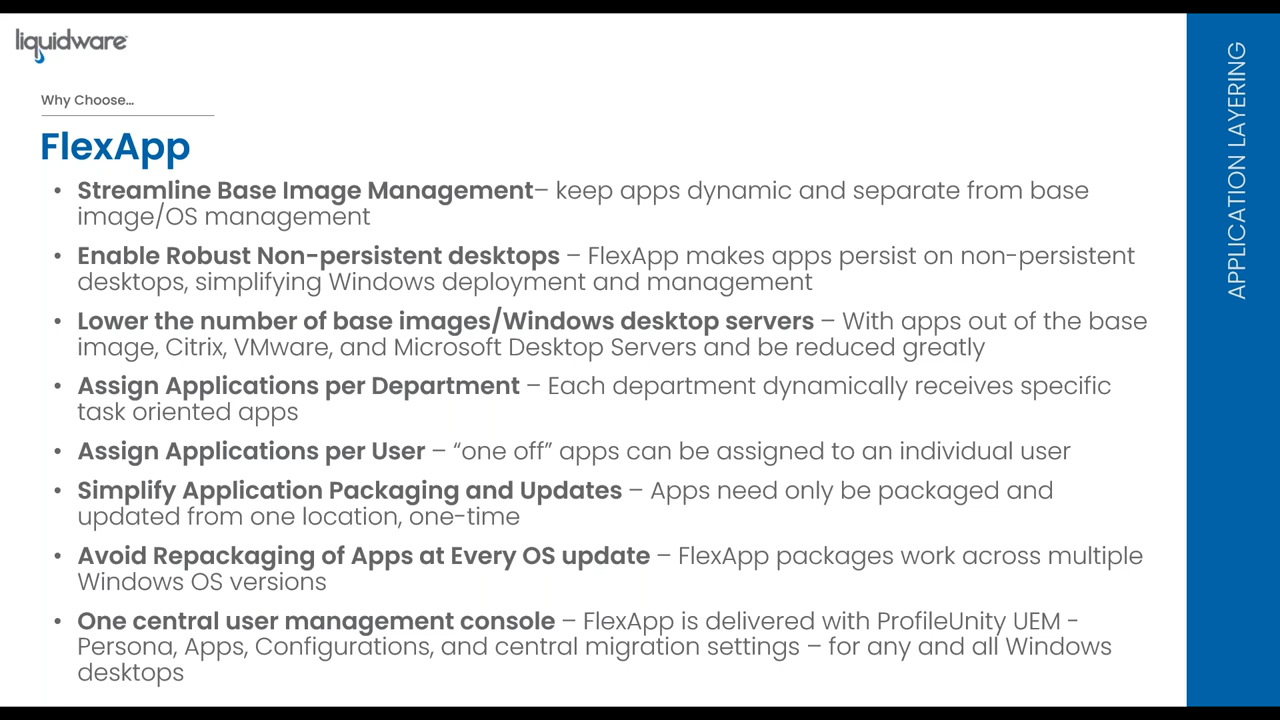 liquidware
Why Choose…
FlexApp
• Streamline Base Image Management– keep apps dynamic and separate from base
image/OS management
• Enable Robust Non-persistent desktops – FlexApp makes apps persist on non-persistent
desktops, simplifying Windows deployment and management
• Lower the number of base images/Windows desktop servers – With apps out of the base
image, Citrix, VMware, and Microsoft Desktop Servers and be reduced greatly
• Assign Applications per Department – Each department dynamically receives specific
task oriented apps
• Assign Applications per User – “one off” apps can be assigned to an individual user
• Simplify Application Packaging and Updates – Apps need only be packaged and
updated from one location, one-time
• Avoid Repackaging of Apps at Every OS update – FlexApp packages work across multiple
Windows OS versions
• One central user management console – FlexApp is delivered with ProfileUnity UEM -
Persona, Apps, Configurations, and central migration settings – for any and all Windows
desktops
APPLICATION LAYERING